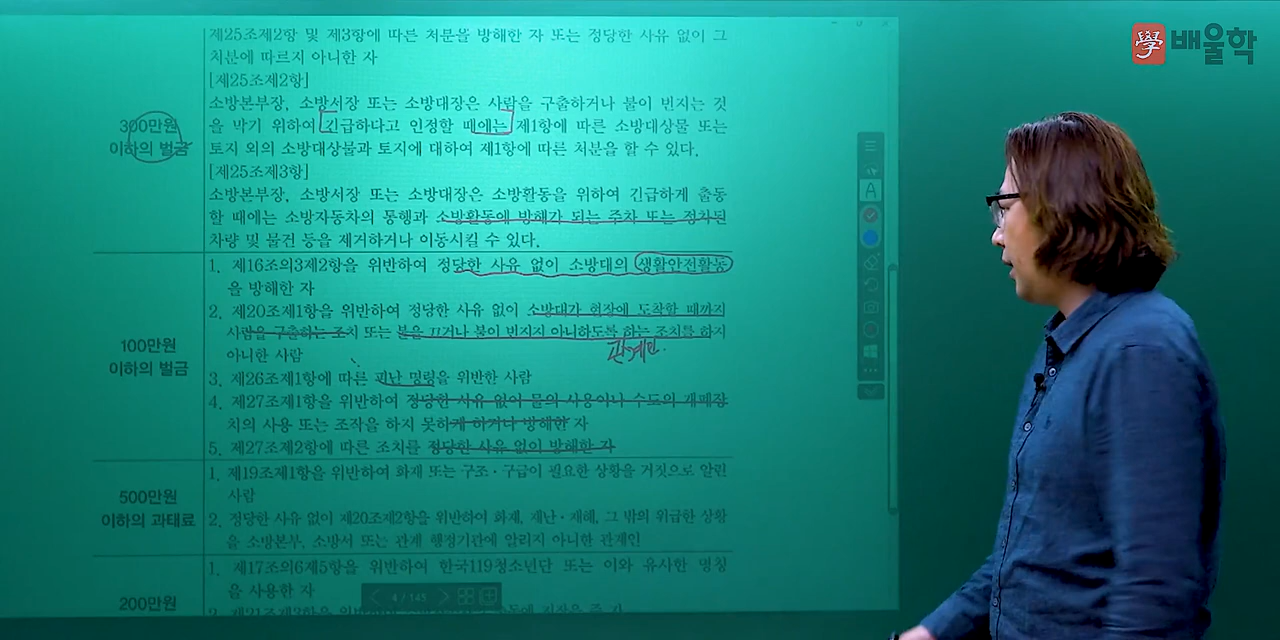 學 배울학
제25조제2항 및 제3항에 따른 처분을 방해한 자 또는 정당한 사유 없이 그
처분에 따르지 아니한 자
[제25조제2항]
소방본부장, 소방서장 또는 소방대장은 사람을 구출하거나 불이 번지는 것
을 막기 위하여 긴급하다고 인정할 때에는 제1항에 따른 소방대상물 또는
토지 외의 소방대상물과 토지에 대하여 제1항에 따른 처분을 할 수 있다.
[제25조제3항]
소방본부장, 소방서장 또는 소방대장은 소방활동을 위하여 긴급하게 출동
할 때에는 소방자동차의 통행과 소방활동에 방해가 되는 주차 또는 정차된
차량 및 물건 등을 제거하거나 이동시킬 수 있다.
300만원
이하의 벌금
1. 제16조의3제2항을 위반하여 정당한 사유 없이 소방대의 생활안전활동
을 방해한 자
2. 제20조제1항을 위반하여 정당한 사유 없이 소방대가 현장에 도착할 때까지
사람을 구출하는 조치 또는 불을 끄거나 불이 번지지 아니하도록 하는 조치를 하지
아니한 사람
관계인.
3. 제26조제1항에 따른 피난 명령을 위반한 사람
4. 제27조제1항을 위반하여 정당한 사유 없이 물의 사용이나 수도의 개폐장
치의 사용 또는 조작을 하지 못하게 하거나 방해한 자
5. 제27조제2항에 따른 조치를 정당한 사유 없이 방해한 자
100만원
이하의 벌금
1. 제19조제1항을 위반하여 화재 또는 구조·구급이 필요한 상황을 거짓으로 알린
사람
2. 정당한 사유 없이 제20조제2항을 위반하여 화재, 재난·재해, 그 밖의 위급한 상황
을 소방본부, 소방서 또는 관계 행정기관에 알리지 아니한 관계인
500만원
이하의 과태료
1. 제17조의6제5항을 위반하여 한국119청소년단 또는 이와 유사한 명칭
을 사용한 자
200만원
2. 제21조제3항을 지장을 준 자
4 / 145
A